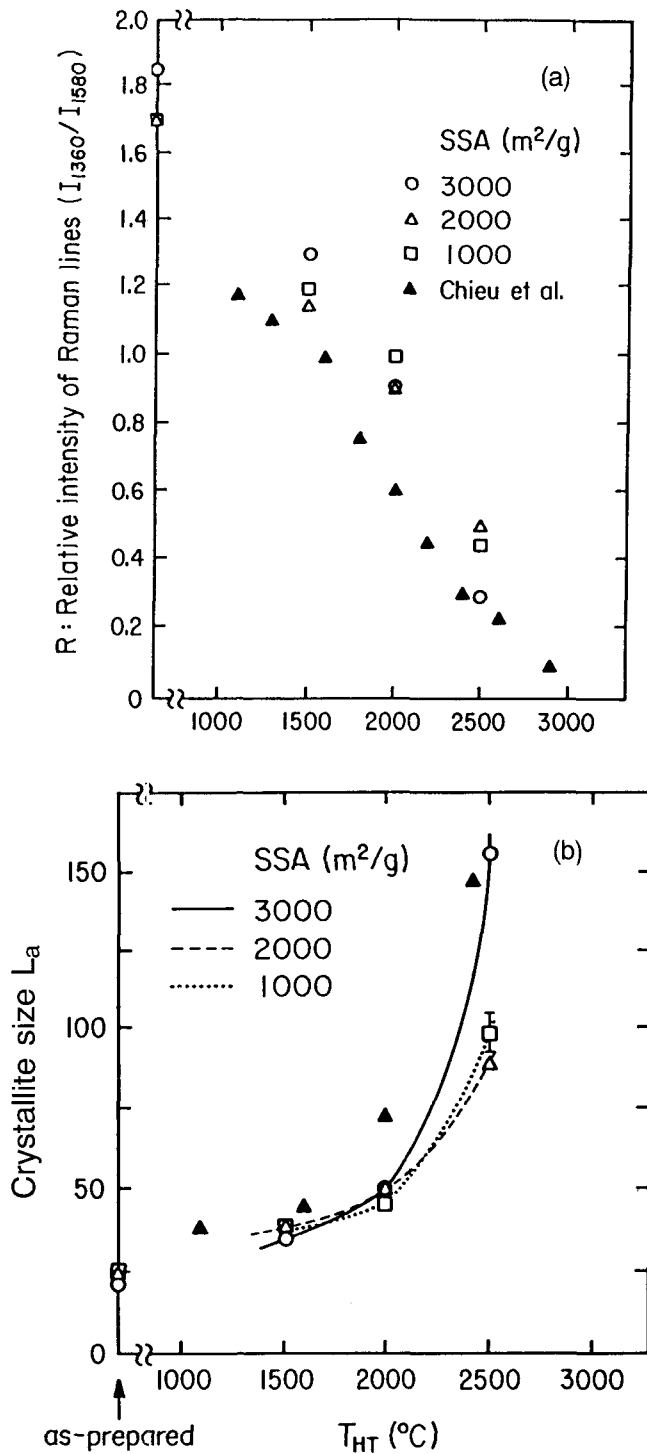 2.0
1.8
1.6
1.4
1.2
1.0
0.8
0.6
0.4
0.2
0
R : Relative intensity of Raman lines (I1360/I1580)
(a)
SSA (m²/g)
3000
2000
1000
Chieu et al.
1000 1500 2000 2500 3000
150
100
50
0
Crystallite size La
SSA (m²/g)
(b)
3000
2000
1000
1000 1500 2000 2500 3000
as-prepared
THT (°C)